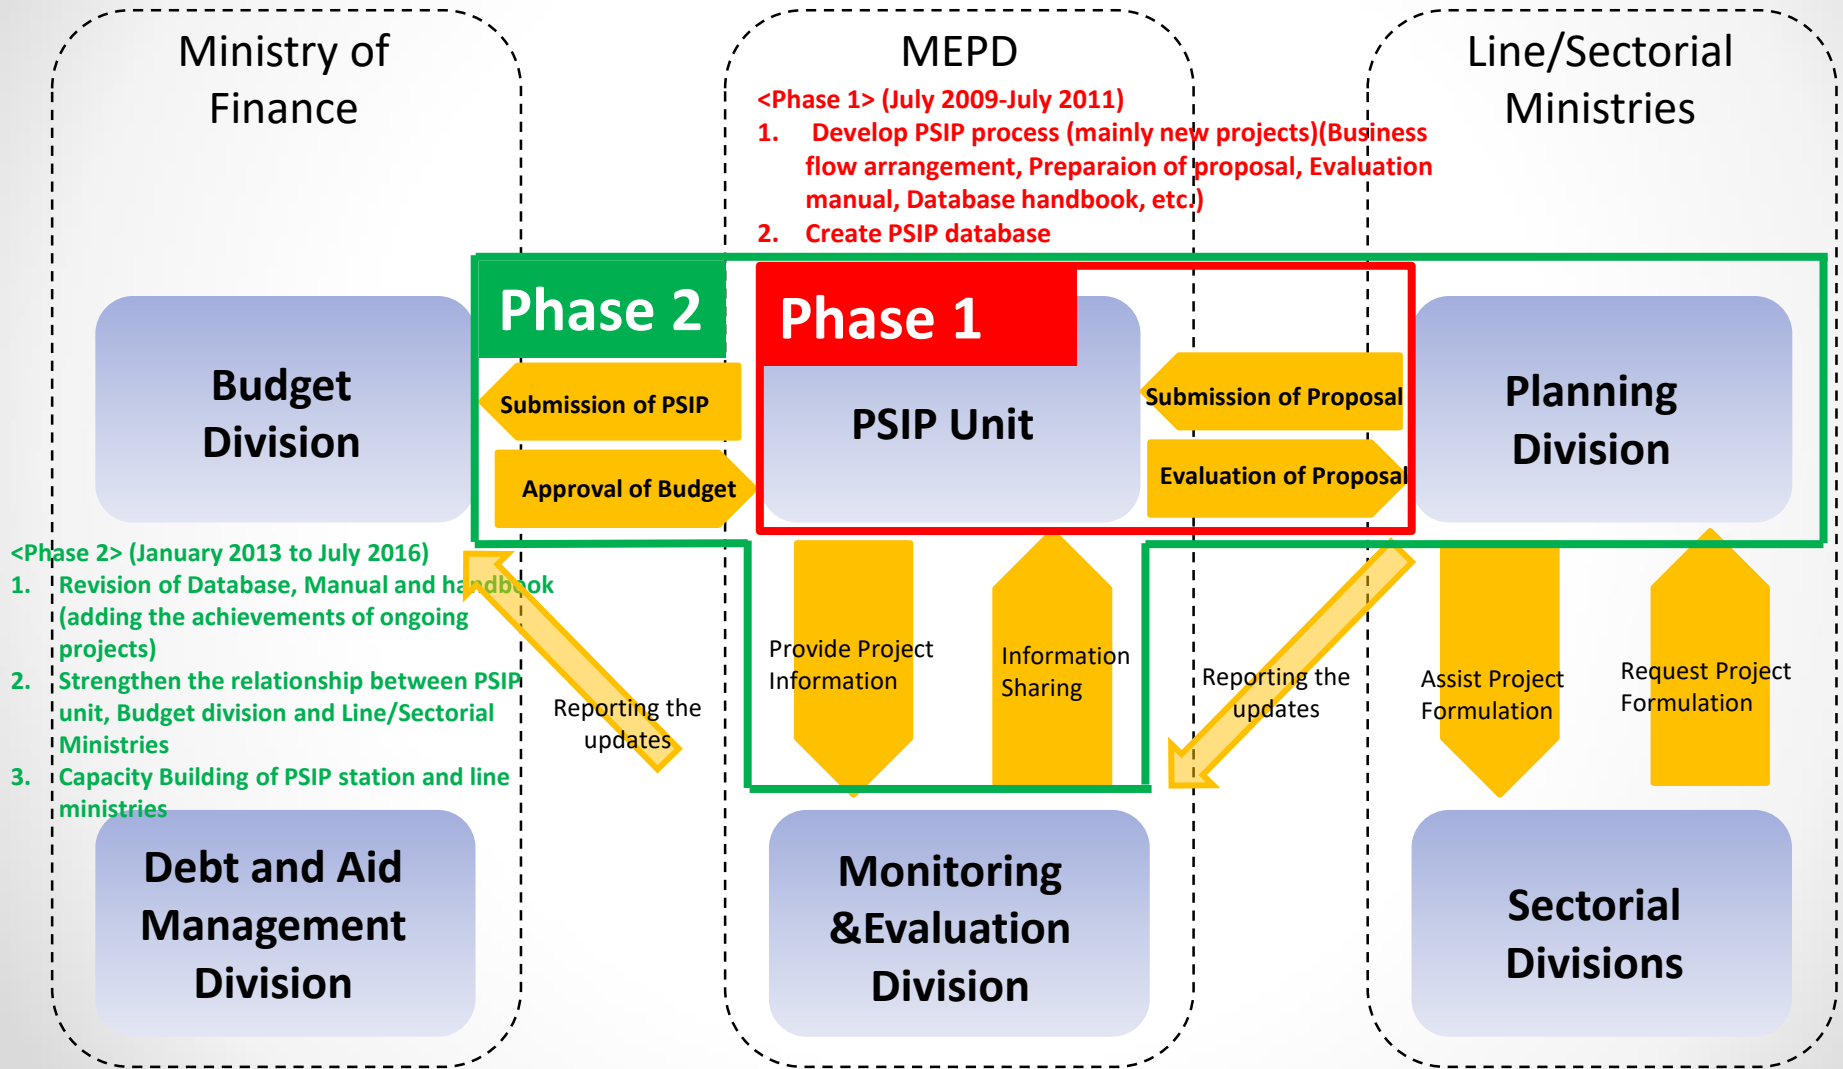 Ministry of
Finance
MEPD
Line/Sectorial
Ministries
<Phase 1> (July 2009-July 2011)
1. Develop PSIP process (mainly new projects)(Business
flow arrangement, Preparaion of proposal, Evaluation
manual, Database handbook, etc.)
2. Create PSIP database
Phase 2
Phase 1
Budget
Division
Submission of PSIP
Approval of Budget
PSIP Unit
Submission of Proposal
Evaluation of Proposal
Planning
Division
<Phase 2> (January 2013 to July 2016)
1. Revision of Database, Manual and handbook
(adding the achievements of ongoing
projects)
2. Strengthen the relationship between PSIP
unit, Budget division and Line/Sectorial
Ministries
3. Capacity Building of PSIP station and line
ministries
Reporting the
updates
Provide Project
Information
Information
Sharing
Reporting the
updates
Assist Project
Formulation
Request Project
Formulation
Debt and Aid
Management
Division
Monitoring
&Evaluation
Division
Sectorial
Divisions